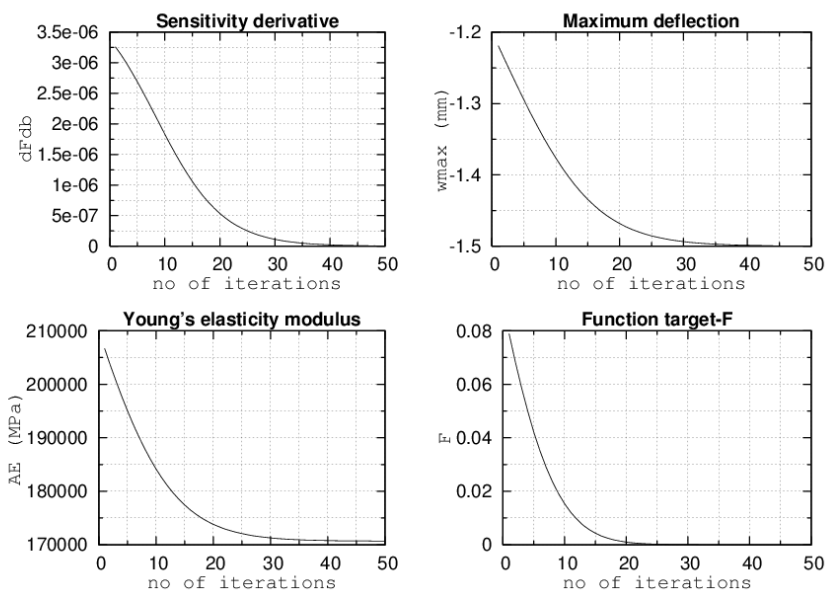 Sensitivity derivative
3.5e-06
3e-06
2.5e-06
2e-06
1.5e-06
1e-06
5e-07
0
dFdb
0 10 20 30 40 50
no of iterations
Maximum deflection
-1.2
-1.3
-1.4
-1.5
wmax (mm)
0 10 20 30 40 50
no of iterations
Young's elasticity modulus
210000
200000
190000
180000
170000
AE (MPa)
0 10 20 30 40 50
no of iterations
Function target-F
0.08
0.06
0.04
0.02
0
F
0 10 20 30 40 50
no of iterations